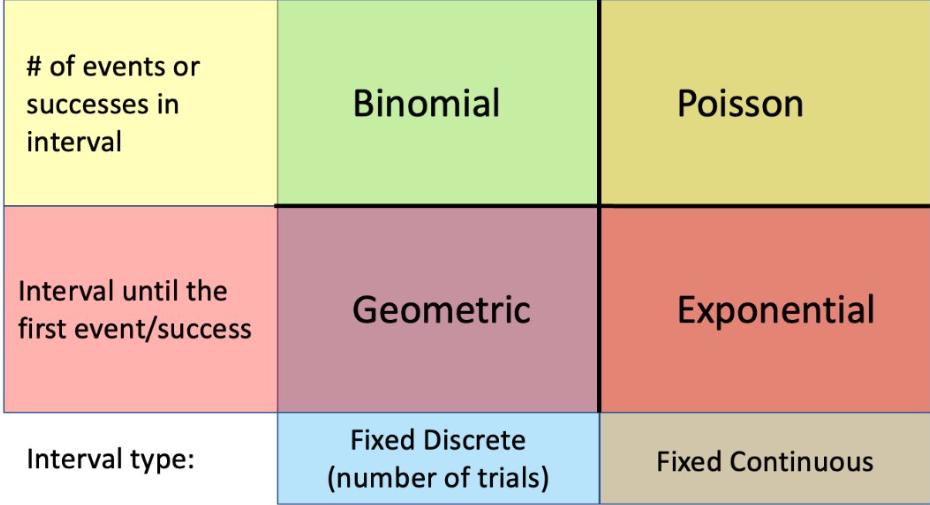 # of events or
successes in
interval
Binomial
Poisson
Interval until the
first event/success
Geometric
Exponential
Interval type:
Fixed Discrete
(number of trials)
Fixed Continuous